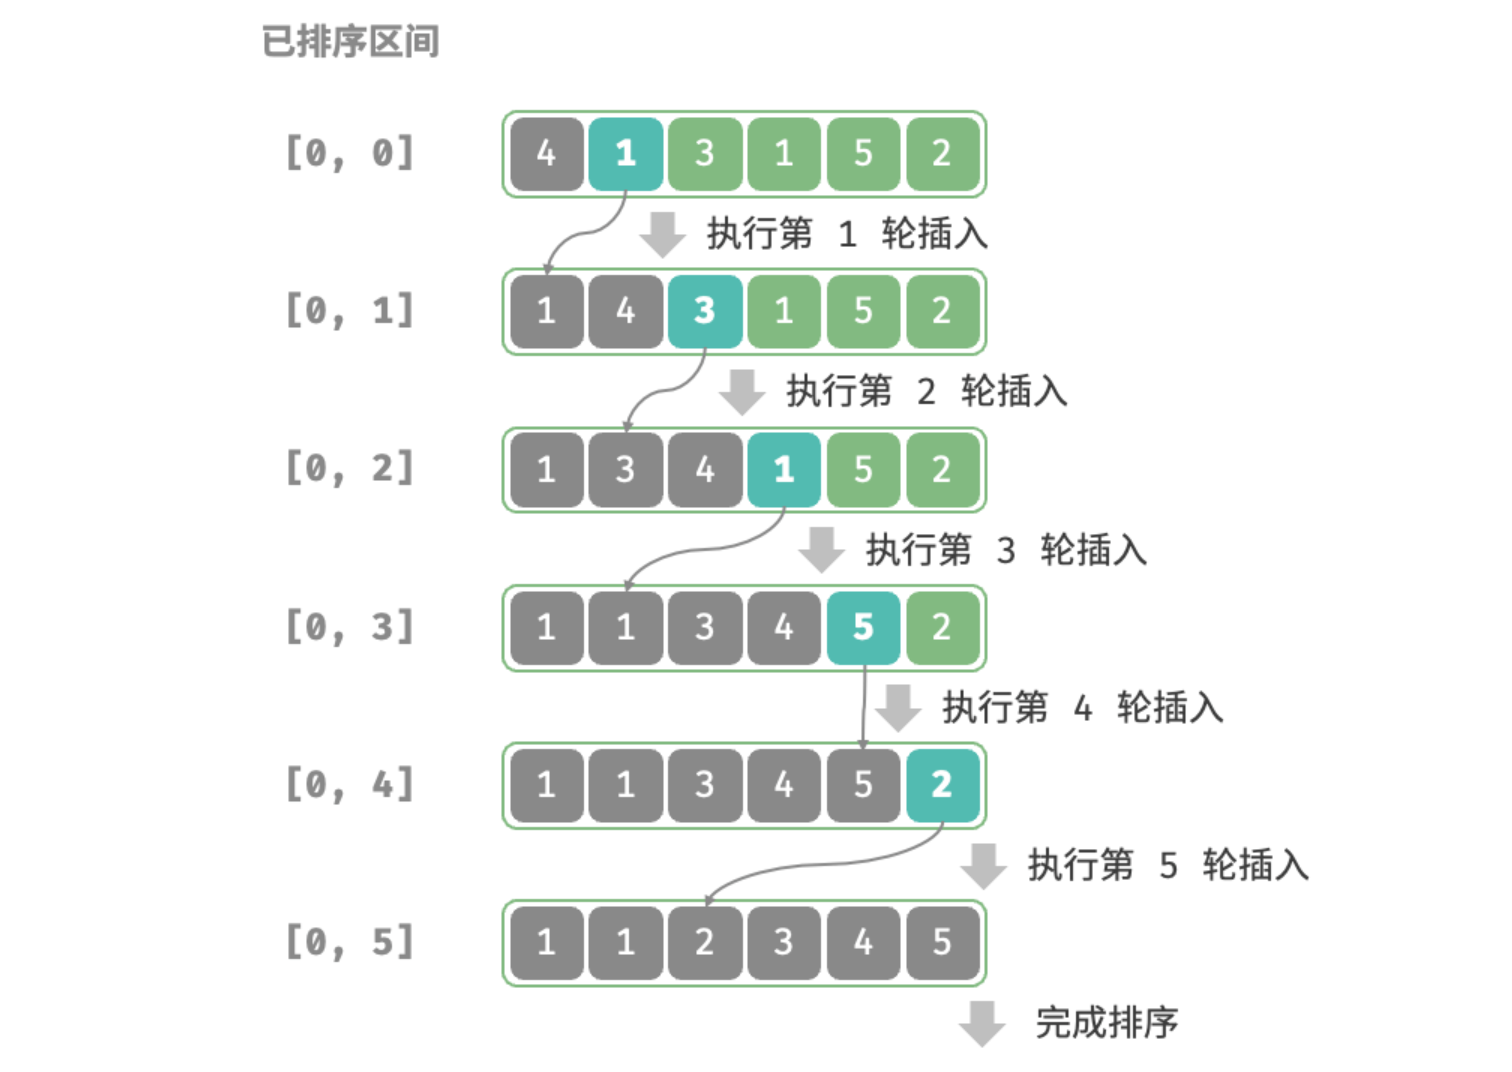 已排序区间
[0, 0] 4 1 3 1 5 2
执行第 1 轮插入
[0, 1] 1 4 3 1 5 2
执行第 2 轮插入
[0, 2] 1 3 4 1 5 2
执行第 3 轮插入
[0, 3] 1 1 3 4 5 2
执行第 4 轮插入
[0, 4] 1 1 3 4 5 2
执行第 5 轮插入
[0, 5] 1 1 2 3 4 5
完成排序